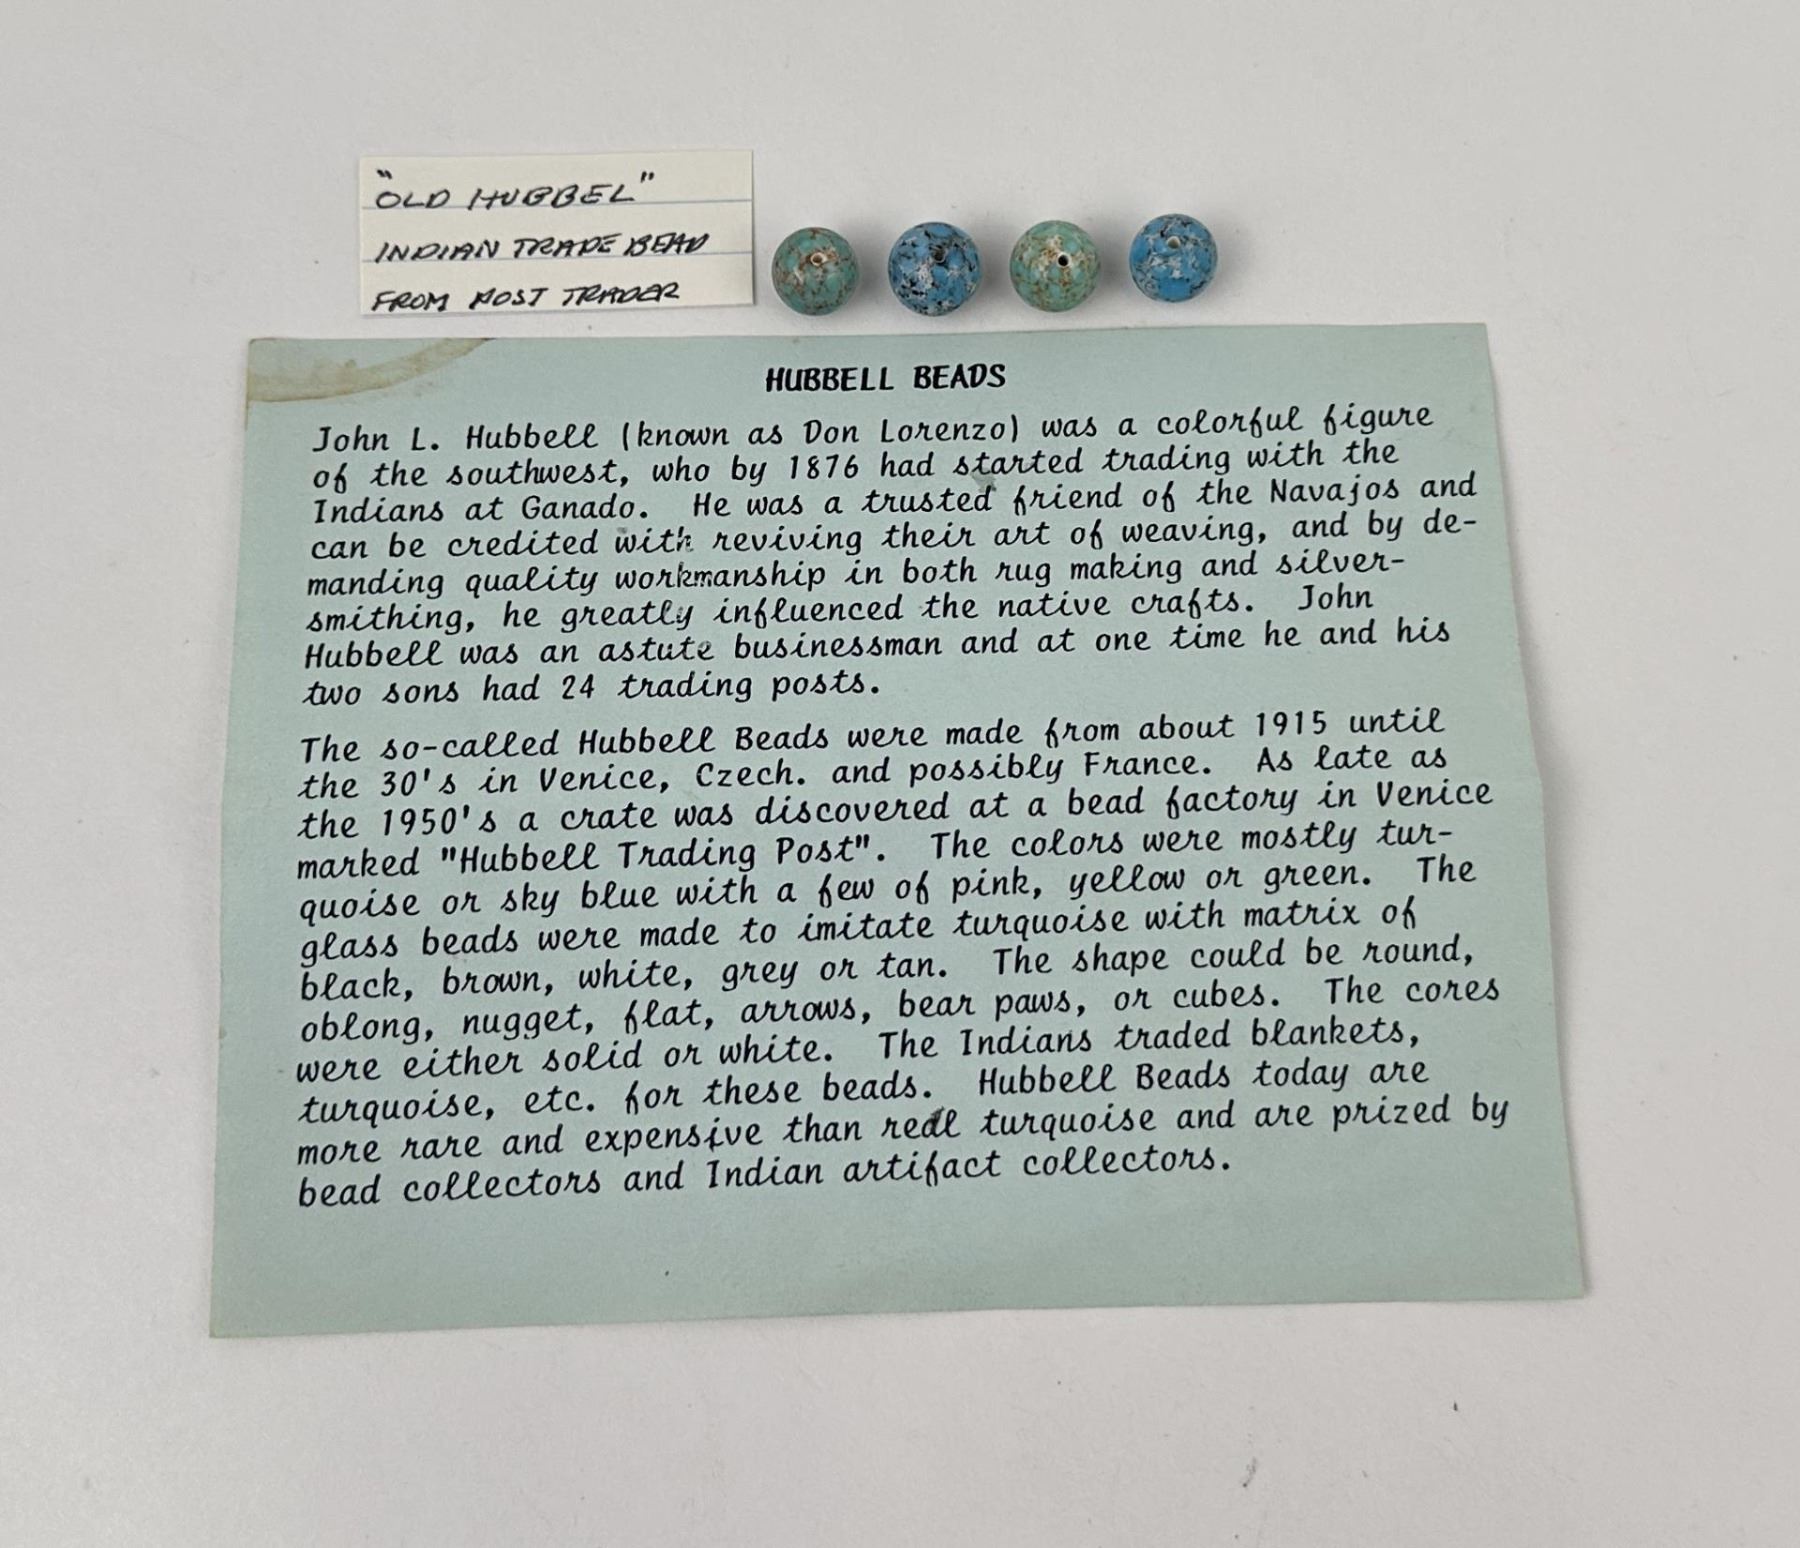 "OLD HUBBEL"
INDIAN TRADE BEAD
FROM POST TRADER
HUBBELL BEADS
John L. Hubbell (known as Don Lorenzo) was a colorful figure
of the southwest, who by 1876 had started trading with the
Indians at Ganado. He was a trusted friend of the Navajos and
can be credited with reviving their art of weaving, and by de-
manding quality workmanship in both rug making and silver-
smithing, he greatly influenced the native crafts. John
Hubbell was an astute businessman and at one time he and his
two sons had 24 trading posts.
The so-called Hubbell Beads were made from about 1915 until
the 30's in Venice, Czech. and possibly France. As late as
the 1950's a crate was discovered at a bead factory in Venice
marked "Hubbell Trading Post". The colors were mostly tur-
quoise or sky blue with a few of pink, yellow or green. The
glass beads were made to imitate turquoise with matrix of
black, brown, white, grey or tan. The shape could be round,
oblong, nugget, flat, arrows, bear paws, or cubes. The cores
were either solid or white. The Indians traded blankets,
turquoise, etc. for these beads. Hubbell Beads today are
more rare and expensive than real turquoise and are prized by
bead collectors and Indian artifact collectors.